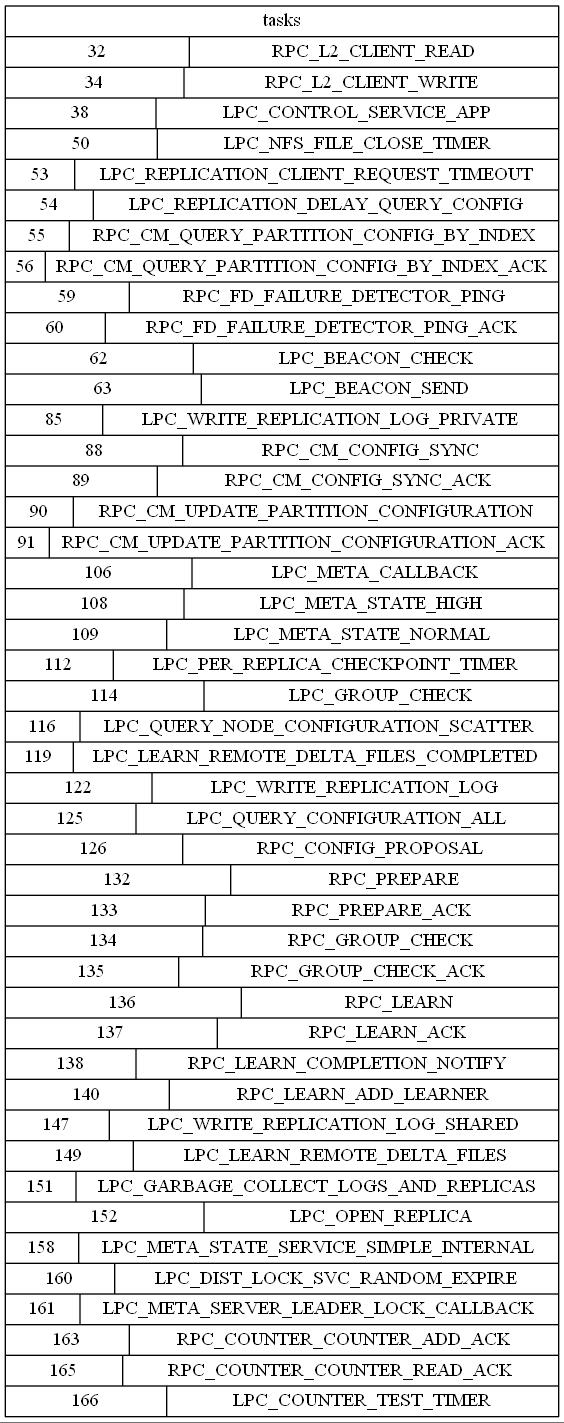 tasks
32 RPC_L2_CLIENT_READ
34 RPC_L2_CLIENT_WRITE
38 LPC_CONTROL_SERVICE_APP
50 LPC_NFS_FILE_CLOSE_TIMER
53 LPC_REPLICATION_CLIENT_REQUEST_TIMEOUT
54 LPC_REPLICATION_DELAY_QUERY_CONFIG
55 RPC_CM_QUERY_PARTITION_CONFIG_BY_INDEX
56 RPC_CM_QUERY_PARTITION_CONFIG_BY_INDEX_ACK
59 RPC_FD_FAILURE_DETECTOR_PING
60 RPC_FD_FAILURE_DETECTOR_PING_ACK
62 LPC_BEACON_CHECK
63 LPC_BEACON_SEND
85 LPC_WRITE_REPLICATION_LOG_PRIVATE
88 RPC_CM_CONFIG_SYNC
89 RPC_CM_CONFIG_SYNC_ACK
90 RPC_CM_UPDATE_PARTITION_CONFIGURATION
91 RPC_CM_UPDATE_PARTITION_CONFIGURATION_ACK
106 LPC_META_CALLBACK
108 LPC_META_STATE_HIGH
109 LPC_META_STATE_NORMAL
112 LPC_PER_REPLICA_CHECKPOINT_TIMER
114 LPC_GROUP_CHECK
116 LPC_QUERY_NODE_CONFIGURATION_SCATTER
119 LPC_LEARN_REMOTE_DELTA_FILES_COMPLETED
122 LPC_WRITE_REPLICATION_LOG
125 LPC_QUERY_CONFIGURATION_ALL
126 RPC_CONFIG_PROPOSAL
132 RPC_PREPARE
133 RPC_PREPARE_ACK
134 RPC_GROUP_CHECK
135 RPC_GROUP_CHECK_ACK
136 RPC_LEARN
137 RPC_LEARN_ACK
138 RPC_LEARN_COMPLETION_NOTIFY
140 RPC_LEARN_ADD_LEARNER
147 LPC_WRITE_REPLICATION_LOG_SHARED
149 LPC_LEARN_REMOTE_DELTA_FILES
151 LPC_GARBAGE_COLLECT_LOGS_AND_REPLICAS
152 LPC_OPEN_REPLICA
158 LPC_META_STATE_SERVICE_SIMPLE_INTERNAL
160 LPC_DIST_LOCK_SVC_RANDOM_EXPIRE
161 LPC_META_SERVER_LEADER_LOCK_CALLBACK
163 RPC_COUNTER_COUNTER_ADD_ACK
165 RPC_COUNTER_COUNTER_READ_ACK
166 LPC_COUNTER_TEST_TIMER